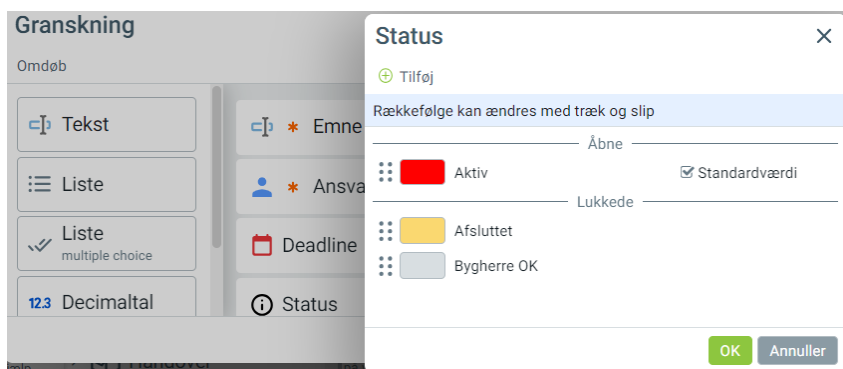 Granskning
Omdøb
Tekst
Liste
Liste
multiple choice
12.3 Decimaltal
* Emne
* Ansva
Deadline
Status
Handover
Status
Tilføj
Rækkefølge kan ændres med træk og slip
Åbne
Aktiv Standardværdi
Lukkede
Afsluttet
Bygherre OK
OK Annuller